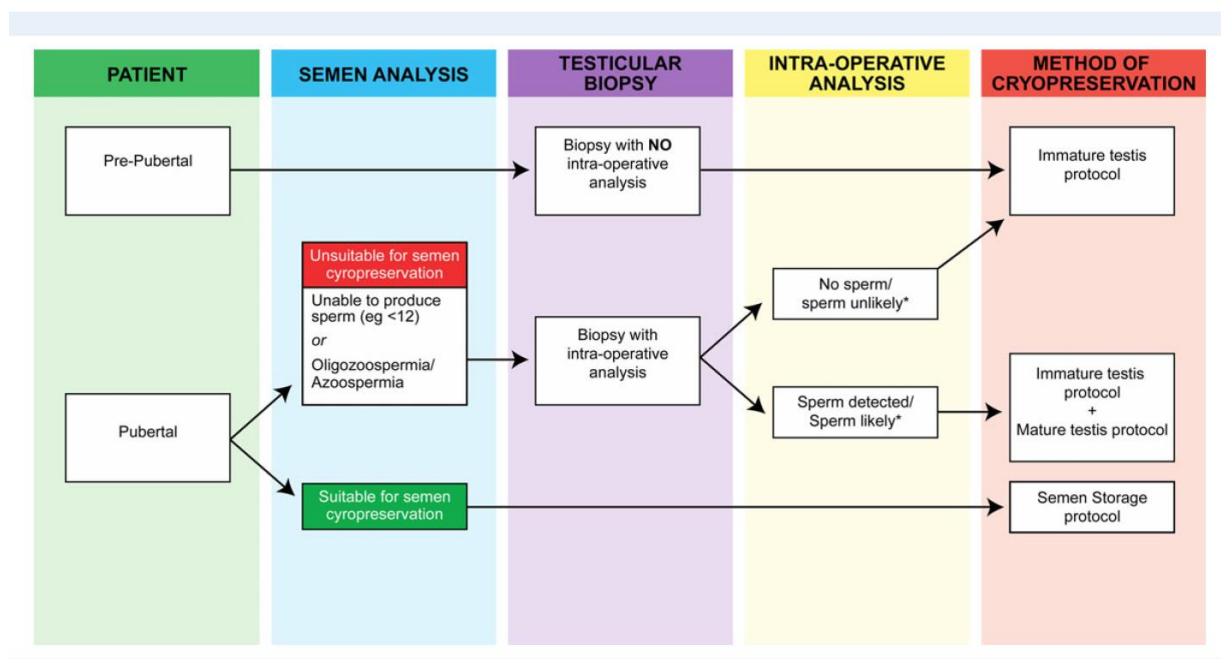 PATIENT
SEMEN ANALYSIS
TESTICULAR
BIOPSY
INTRA-OPERATIVE
ANALYSIS
METHOD OF
CRYOPRESERVATION
Pre-Pubertal
Biopsy with NO
intra-operative
analysis
Immature testis
protocol
Unsuitable for semen
cyropreservation
Unable to produce
sperm (eg <12)
or
Oligozoospermia/
Azoospermia
Biopsy with
intra-operative
analysis
No sperm/
sperm unlikely*
Sperm detected/
Sperm likely*
Immature testis
protocol
+
Mature testis protocol
Pubertal
Suitable for semen
cyropreservation
Semen Storage
protocol